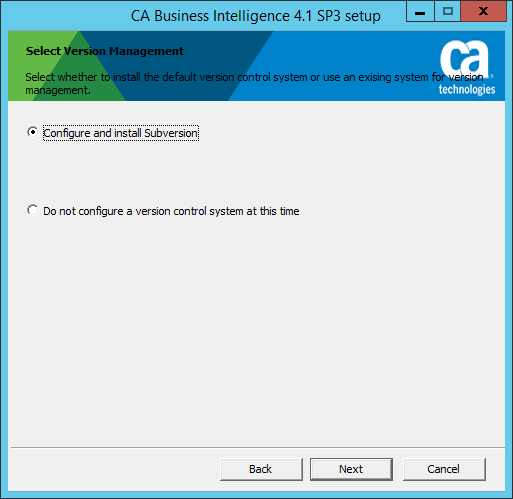 CA Business Intelligence 4.1 SP3 setup
Select Version Management
Select whether to install the default version control system or use an exising system for version
management.
ca
technologies
Configure and install Subversion
Do not configure a version control system at this time
Back
Next
Cancel